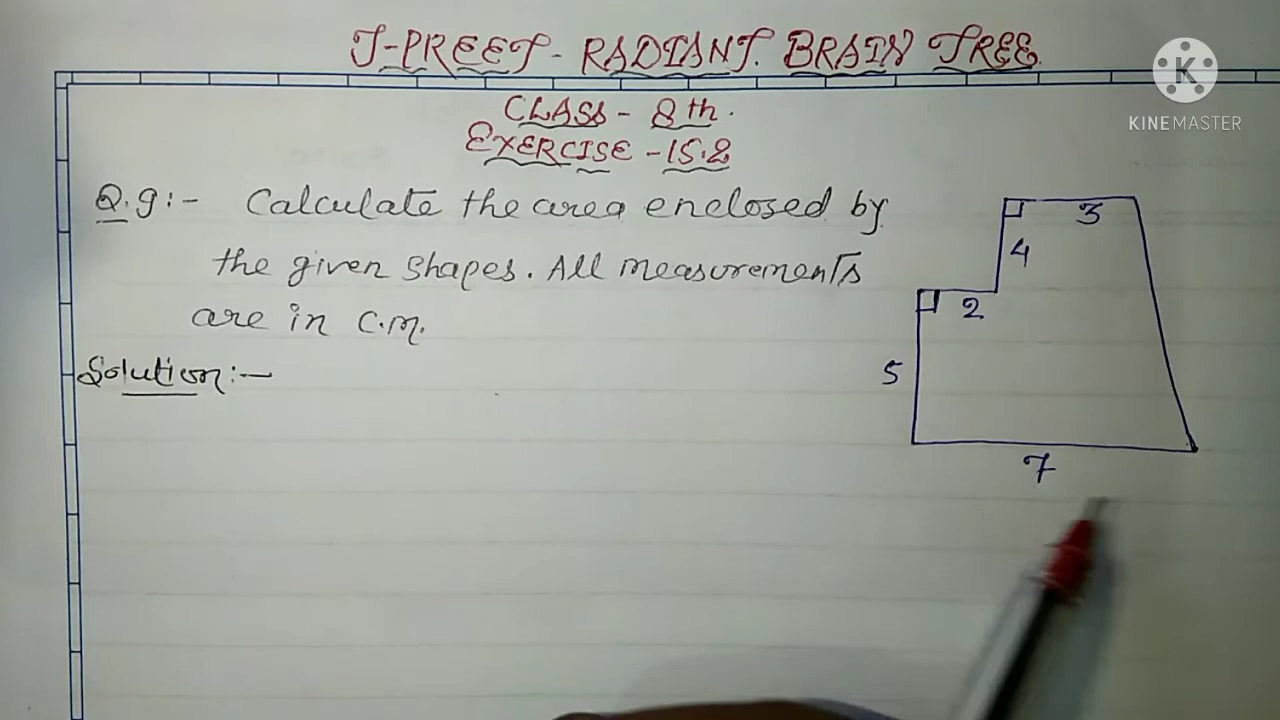 J-PREET-RADIANT. BRAIN TREE.
KINEMASTER
CLASS - 8th.
EXERCISE - 15.2
Q.9:- Calculate the area enclosed by
the given shapes. All measurements
are in c.m.
Solution:-
3
4
2
5
7